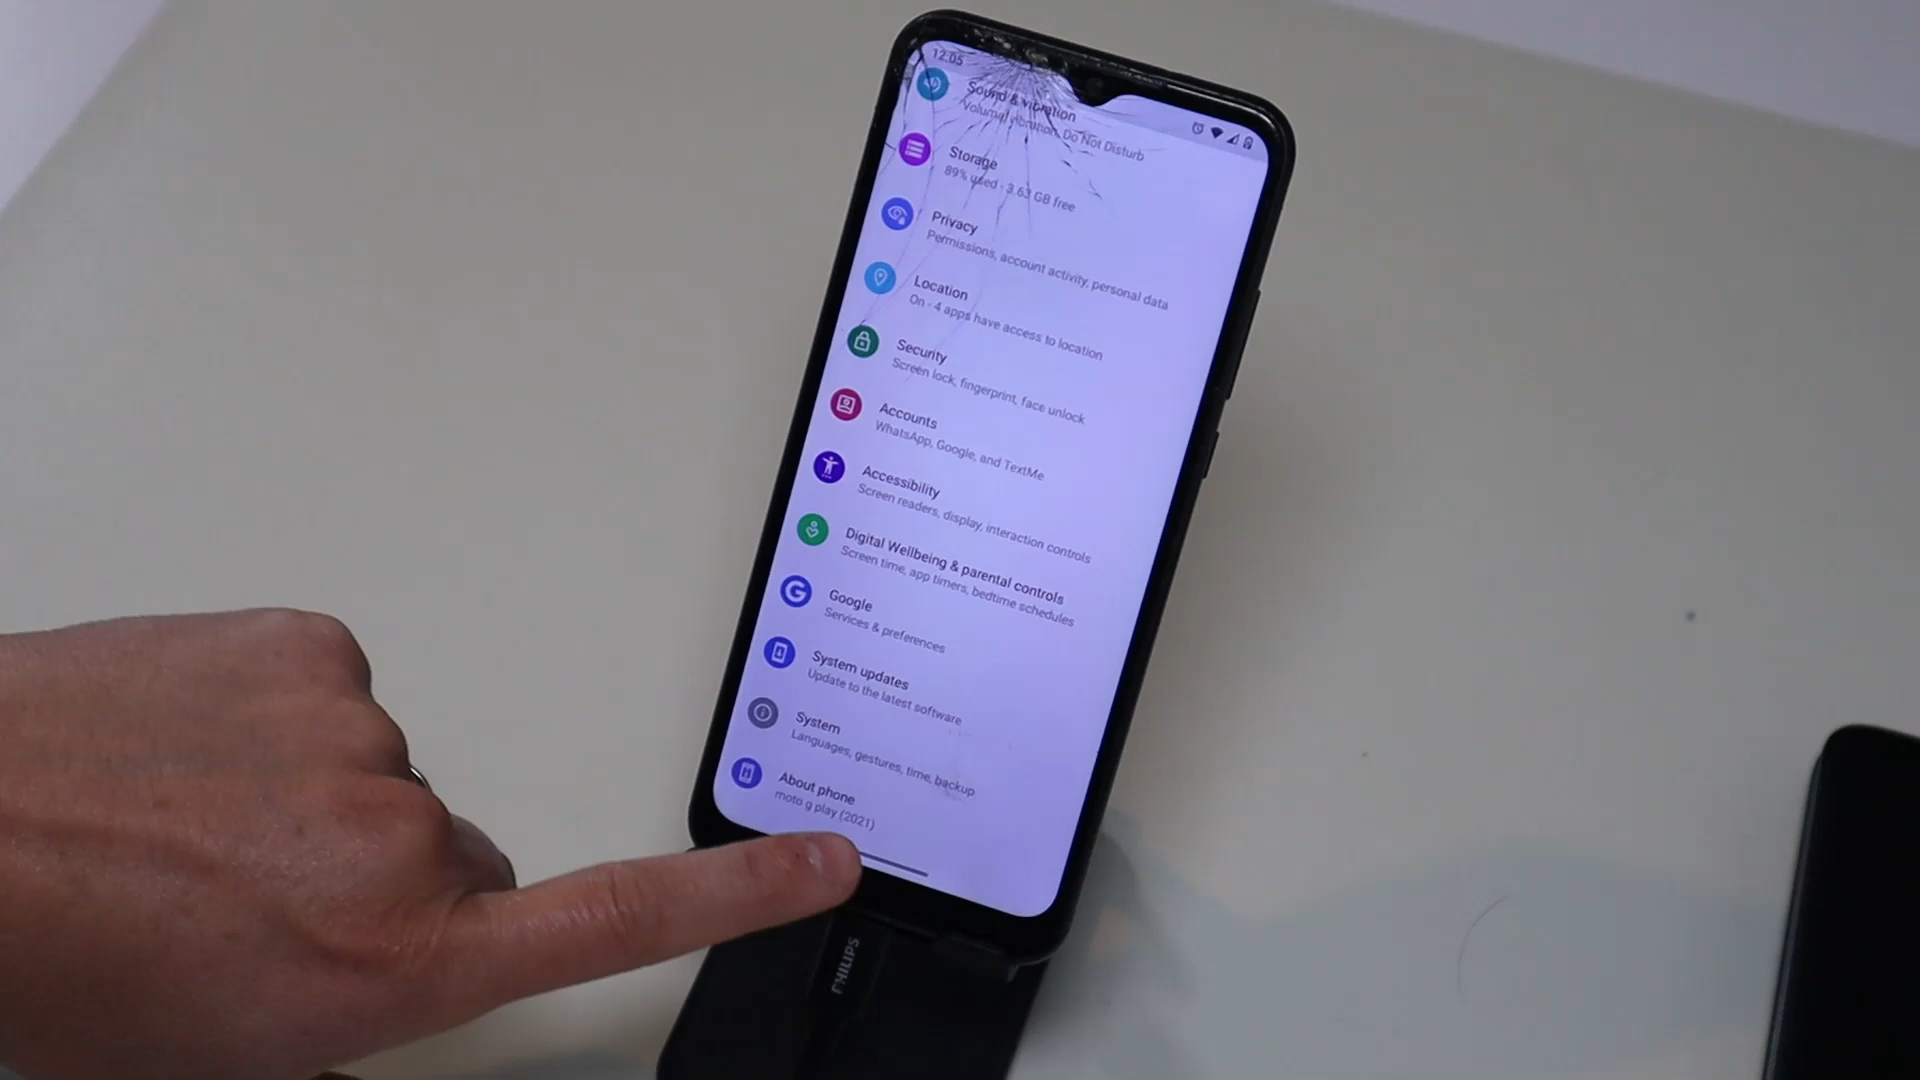 12:05
Sound & vibration
Volume, vibration, Do Not Disturb
Storage
89% used - 3.63 GB free
Privacy
Permissions, account activity, personal data
Location
On - 4 apps have access to location
Security
Screen lock, fingerprint, face unlock
Accounts
WhatsApp, Google, and TextMe
Accessibility
Screen readers, display, interaction controls
Digital Wellbeing & parental controls
Screen time, app timers, bedtime schedules
Google
Services & preferences
System updates
Update to the latest software
System
Languages, gestures, time, backup
About phone
moto g play (2021)
PHILIPS